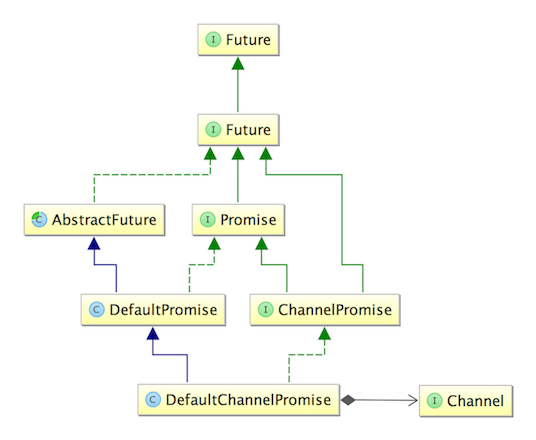 I Future
I Future
C AbstractFuture
I Promise
C DefaultPromise
I ChannelPromise
C DefaultChannelPromise
I Channel